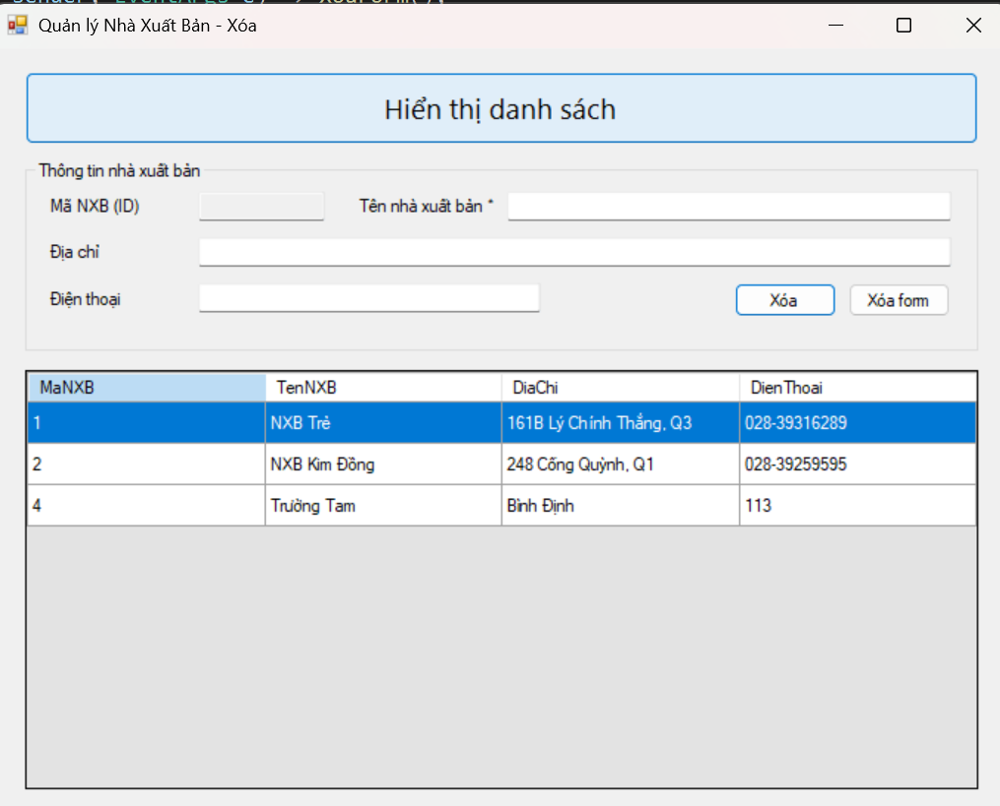 Quản lý Nhà Xuất Bản - Xóa
Hiển thị danh sách
Thông tin nhà xuất bản
Mã NXB (ID) Tên nhà xuất bản *
Địa chỉ
Điện thoại Xóa Xóa form
MaNXB TenNXB DiaChi DienThoai
1 NXB Trẻ 161B Lý Chính Thắng, Q3 028-39316289
2 NXB Kim Đồng 248 Cống Quỳnh, Q1 028-39259595
4 Trường Tam Bình Định 113